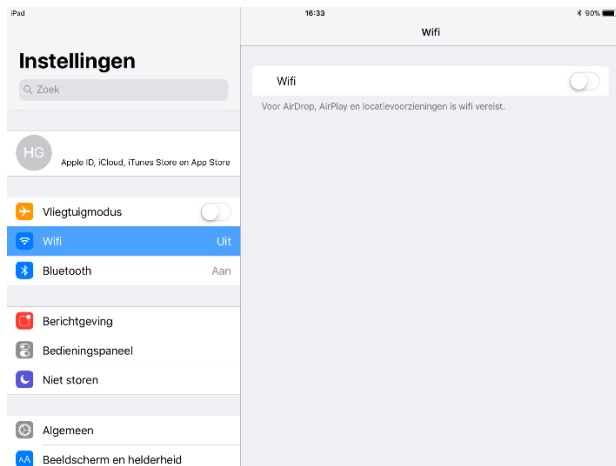 iPad 16:33 90%
Instellingen
Zoek
HG
Apple ID, iCloud, iTunes Store en App Store
Vliegtuigmodus
Wifi Uit
Bluetooth Aan
Berichtgeving
Bedieningspaneel
Niet storen
Algemeen
AA Beeldscherm en helderheid
Wifi
Wifi
Voor AirDrop, AirPlay en locatievoorzieningen is wifi vereist.